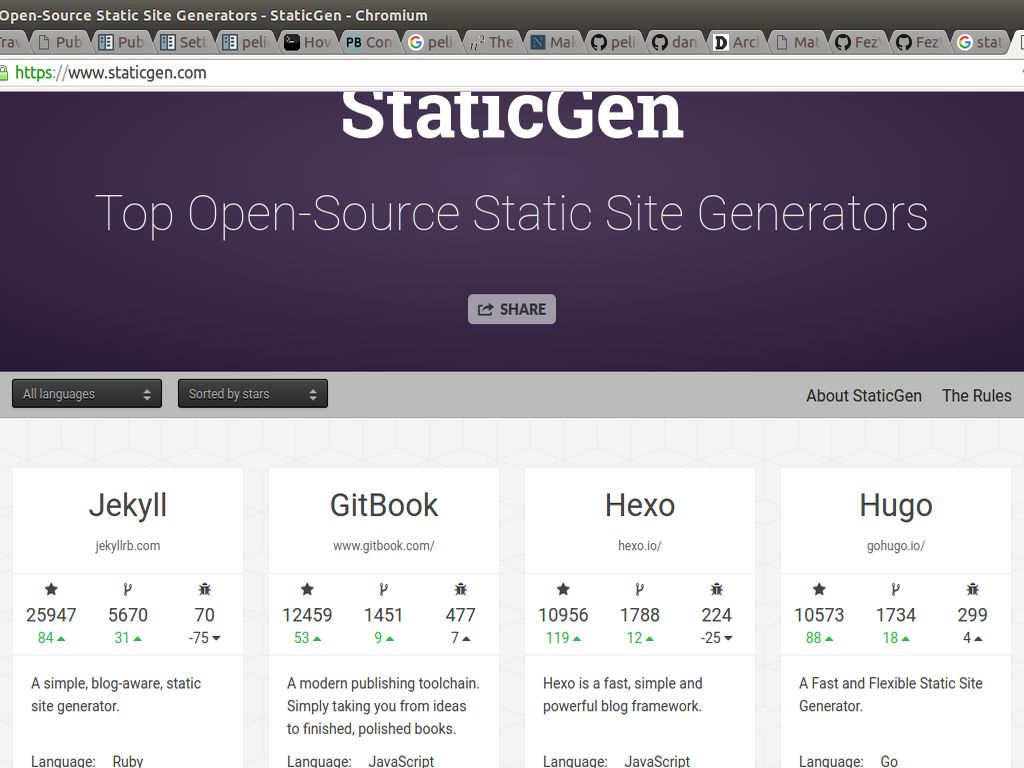 Open-Source Static Site Generators - StaticGen - Chromium
Trav Pub Pub Sett peli How PB Con peli n² The Mak peli dan D Arcl Mat Fez Fez stat
https://www.staticgen.com
StaticGen
Top Open-Source Static Site Generators
SHARE
All languages Sorted by stars About StaticGen The Rules
Jekyll GitBook Hexo Hugo
jekyllrb.com www.gitbook.com/ hexo.io/ gohugo.io/
25947 5670 70 12459 1451 477 10956 1788 224 10573 1734 299
84 31 -75 53 9 7 119 12 -25 88 18 4
A simple, blog-aware, static A modern publishing toolchain. Hexo is a fast, simple and A Fast and Flexible Static Site
site generator. Simply taking you from ideas powerful blog framework. Generator.
to finished, polished books.
Language: Ruby Language: JavaScript Language: JavaScript Language: Go